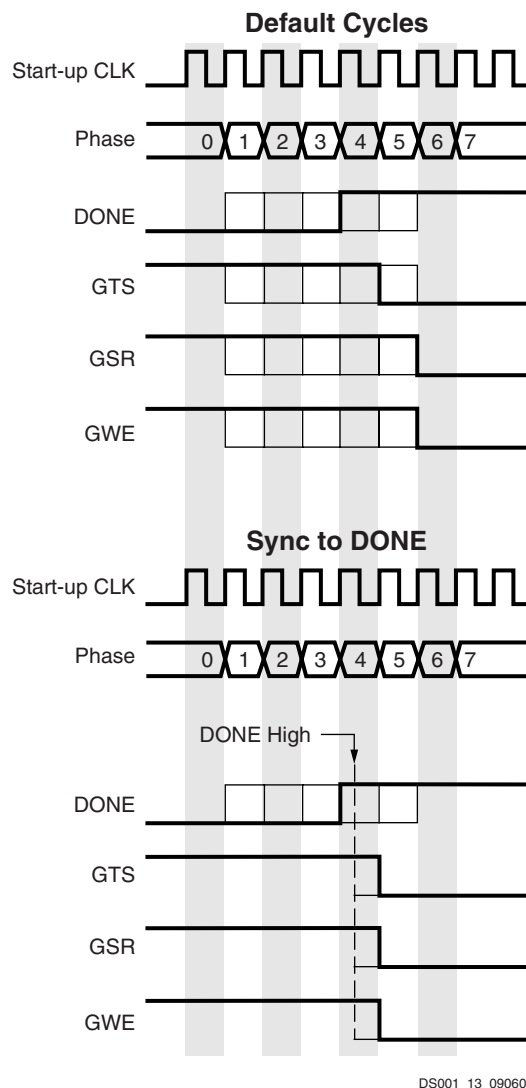 Default Cycles
Start-up CLK
Phase 0 1 2 3 4 5 6 7
DONE
GTS
GSR
GWE
Sync to DONE
Start-up CLK
Phase 0 1 2 3 4 5 6 7
DONE High
DONE
GTS
GSR
GWE
DS001_13_09060